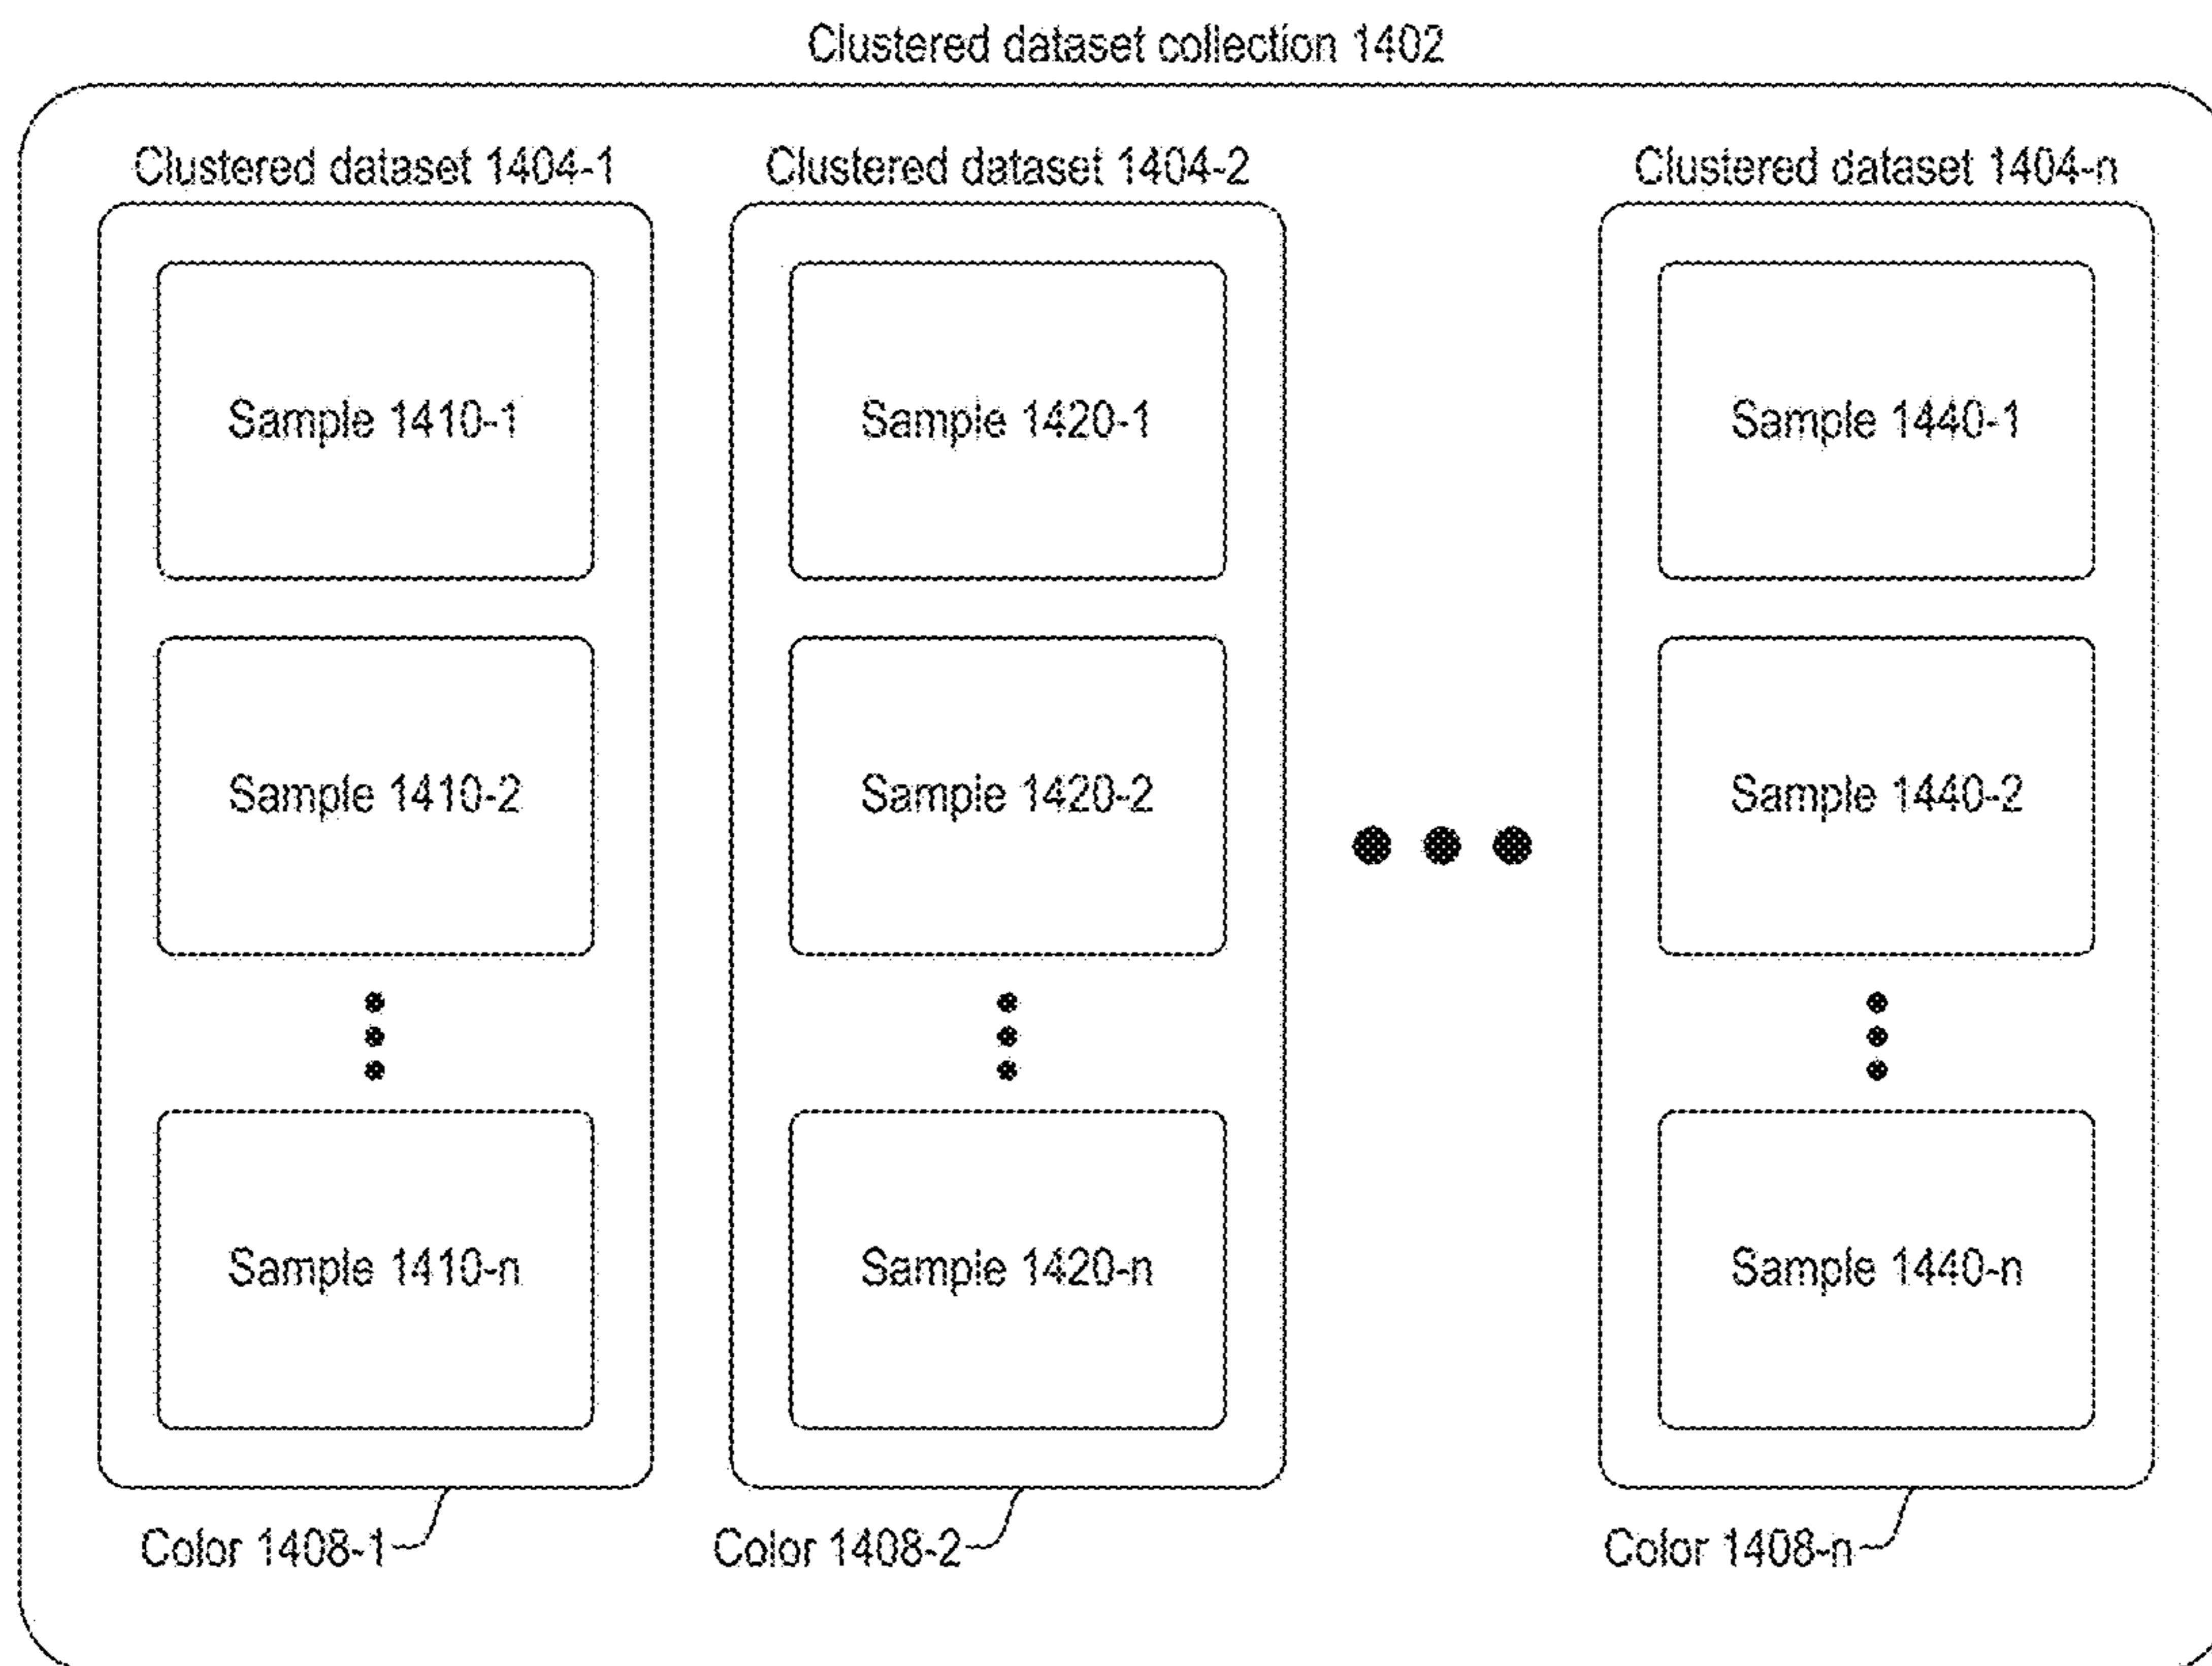 Clustered dataset collection 1402
Clustered dataset 1404-1
Clustered dataset 1404-2
Clustered dataset 1404-n
Sample 1410-1
Sample 1420-1
Sample 1440-1
Sample 1410-2
Sample 1420-2
Sample 1440-2
Sample 1410-n
Sample 1420-n
Sample 1440-n
Color 1408-1
Color 1408-2
Color 1408-n